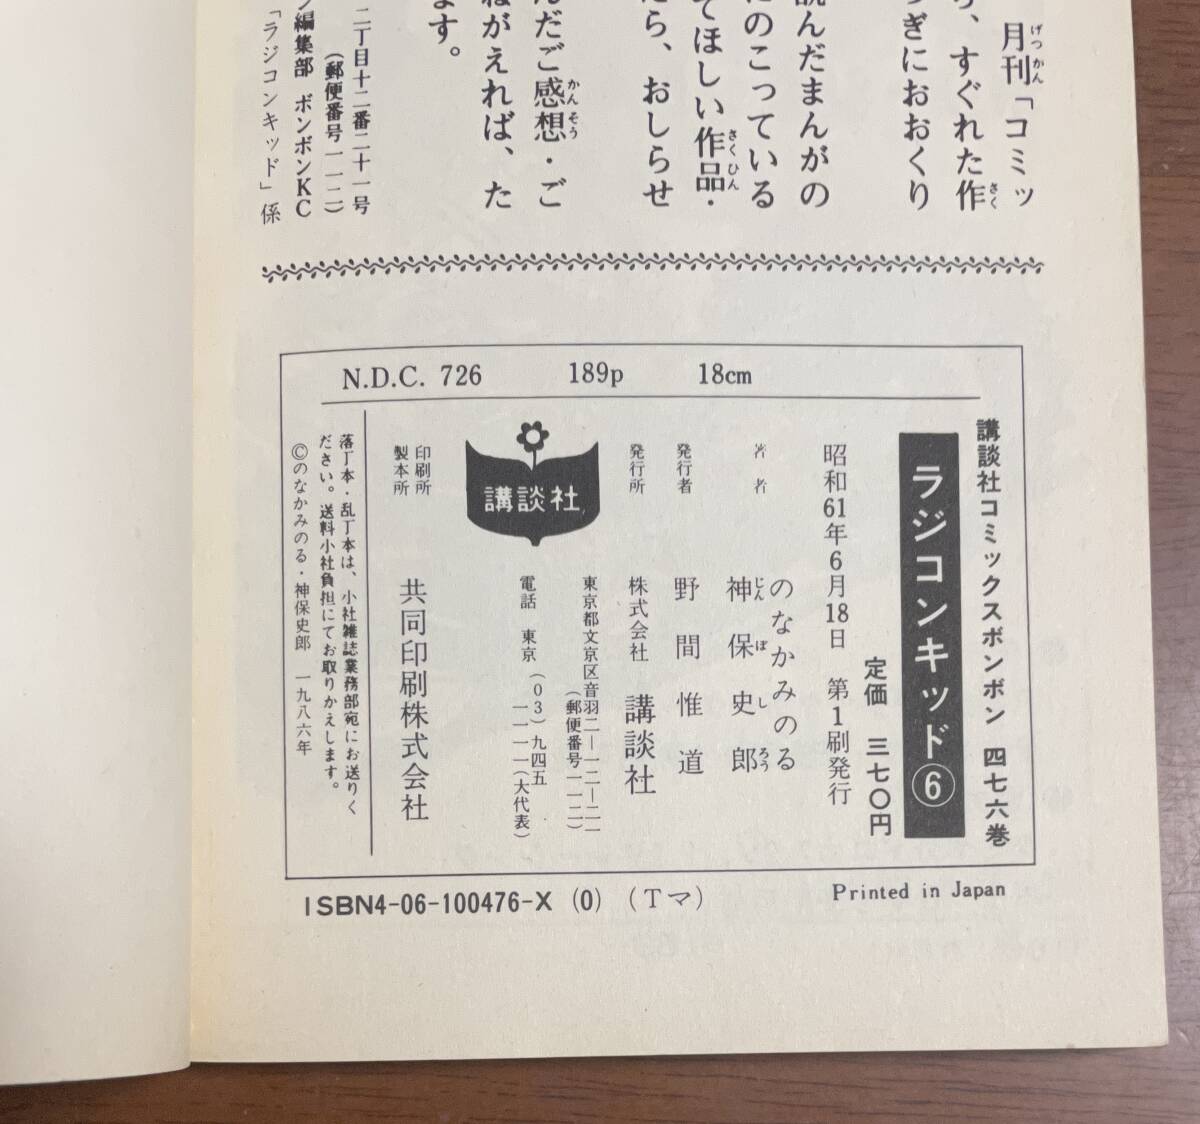 月刊「コミッ
ら、すぐれた作
つぎにおおくり
読んだまんがの
にのこっている
てほしい作品・
たら、おしらせ
んだご感想・ご
ねがえれば、た
ます。
二丁目十二番二十一号
(郵便番号一一二)
編集部 ボンボンKC
「ラジコンキッド」係
N.D.C. 726 189p 18cm
講談社コミックスボンボン 四七六巻
ラジコンキッド⑥
定価 三七〇円
昭和61年6月18日 第1刷発行
著者 のなかみのる
神保史郎
じんぼしろう
発行者 野間惟道
発行所 株式会社 講談社
東京都文京区音羽二―一二―二一
(郵便番号一一二)
電話 東京(03)九四五
一一一一(大代表)
講談社
印刷所
製本所
共同印刷株式会社
落丁本・乱丁本は、小社雑誌業務部宛にお送りく
ださい。送料小社負担にてお取りかえします。
©のなかみのる・神保史郎 一九八六年
ISBN4-06-100476-X (0) (Tマ)
Printed in Japan